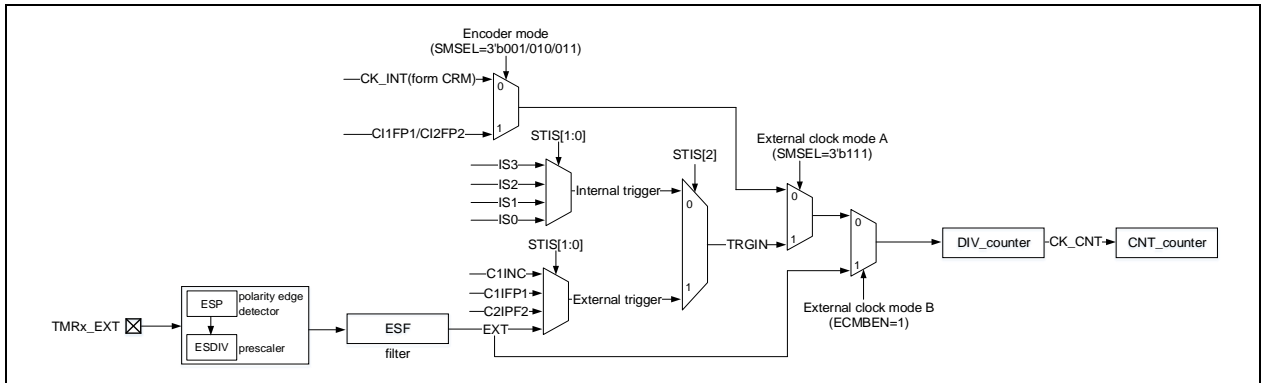 Encoder mode
(SMSEL=3'b001/010/011)
CK_INT(form CRM)
0
CI1FP1/CI2FP2
1
STIS[1:0]
IS3
IS2
IS1
IS0
Internal trigger
STIS[2]
0
1
External clock mode A
(SMSEL=3'b111)
0
1
TRGIN
0
1
DIV_counter
CK_CNT
CNT_counter
STIS[1:0]
C1INC
C1IFP1
C2IPF2
EXT
External trigger
External clock mode B
(ECMBEN=1)
TMRx_EXT
ESP
polarity edge
detector
ESDIV
prescaler
ESF
filter